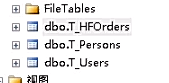 FileTables
dbo.T_HFOrders
dbo.T_Persons
dbo.T_Users
视图